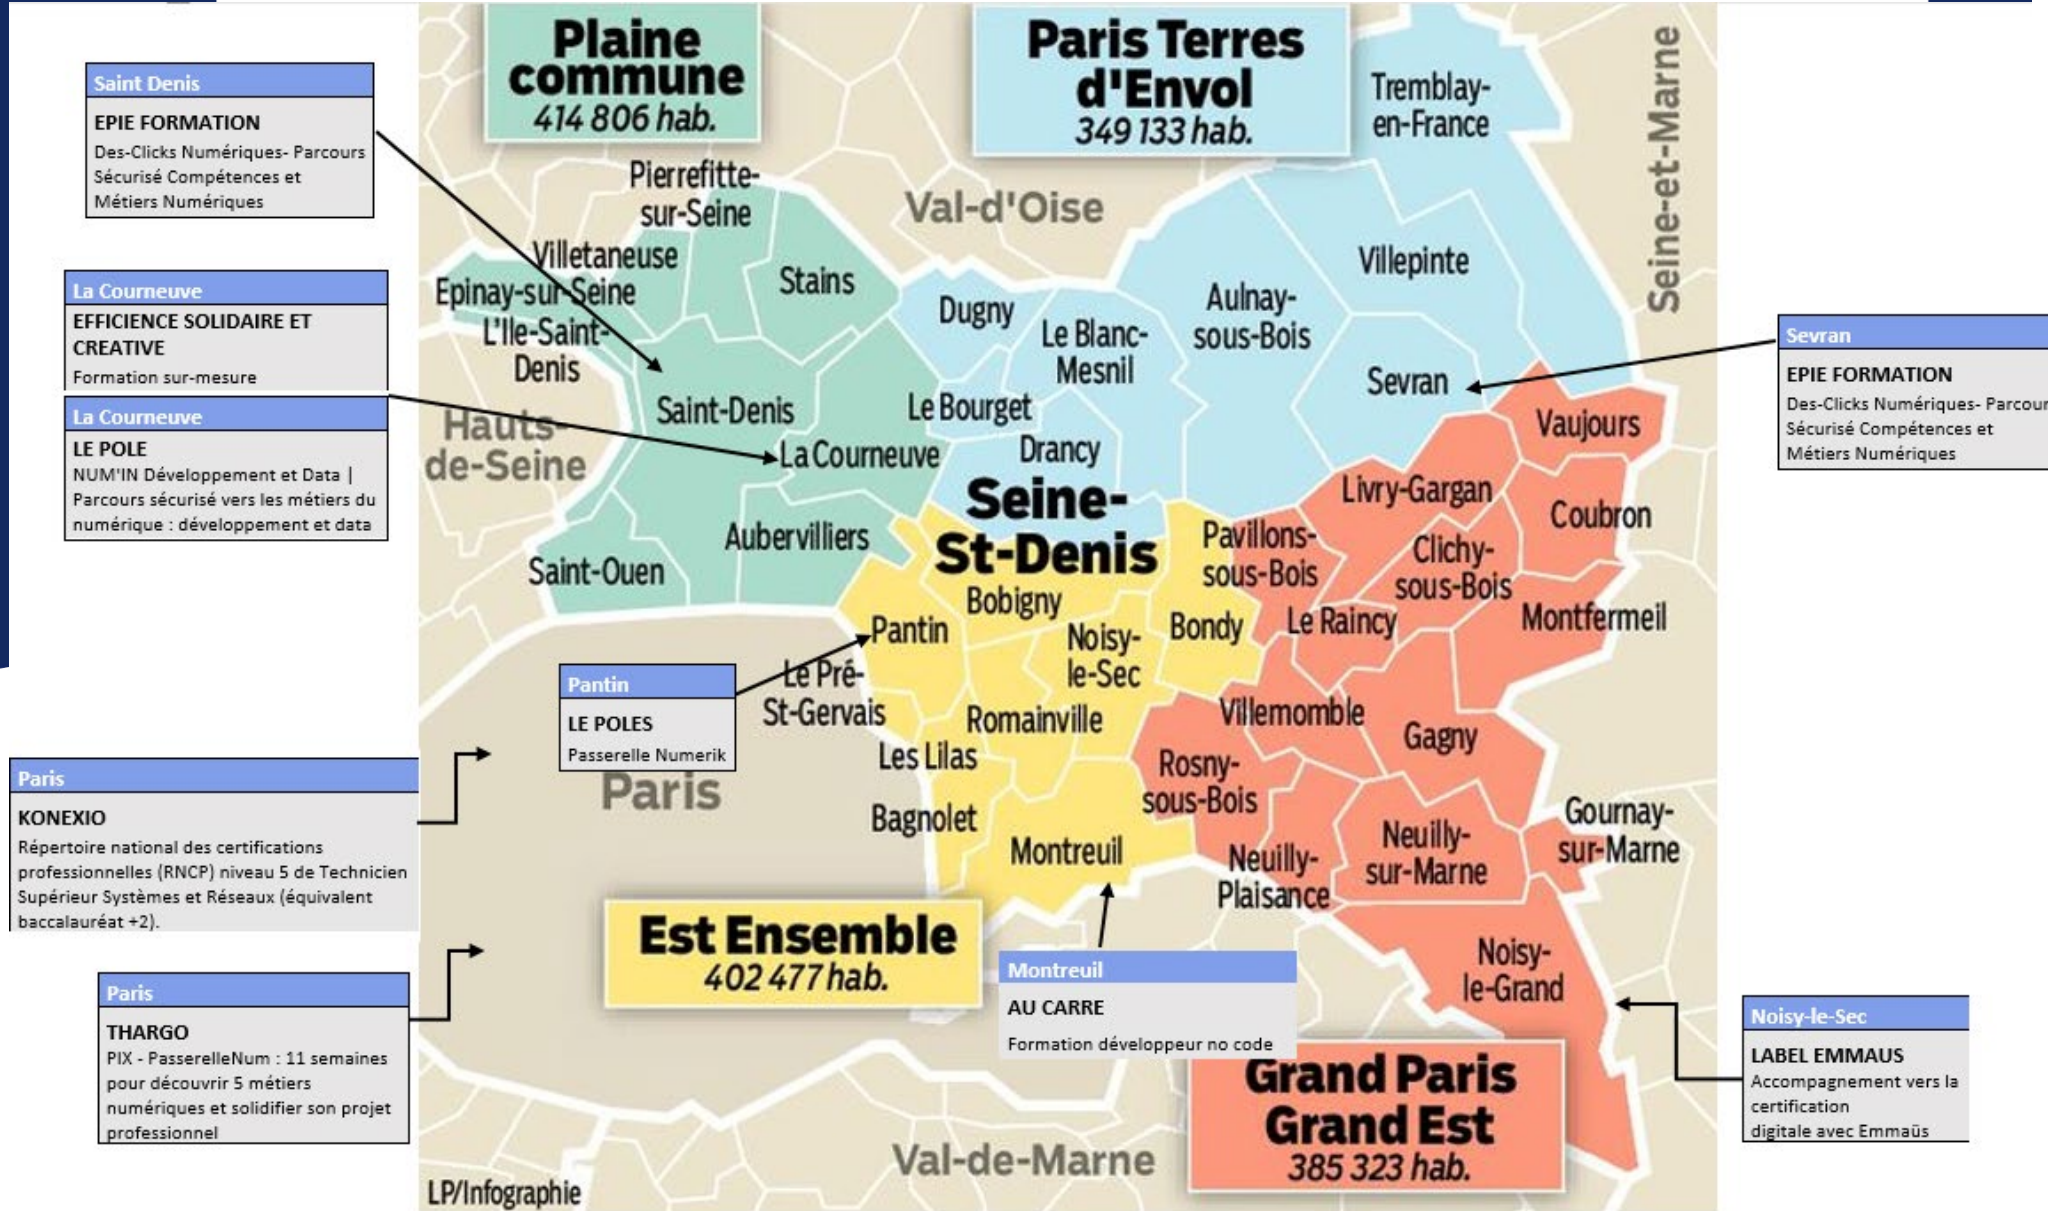 Plaine
commune
414 806 hab.
Paris Terres
d'Envol
349 133 hab.
Tremblay-
en-France
Seine-et-Marne
Saint Denis
EPIE FORMATION
Des-Clicks Numériques- Parcours
Sécurisé Compétences et
Métiers Numériques
Pierrefitte-
sur-Seine
Val-d'Oise
Villetaneuse
Epinay-sur-Seine
Stains
L'Ile-Saint-
Denis
Dugny
Le Blanc-
Mesnil
Aulnay-
sous-Bois
Villepinte
La Courneuve
EFFICIENCE SOLIDAIRE ET
CREATIVE
Formation sur-mesure
La Courneuve
LE POLE
NUM'IN Développement et Data |
Parcours sécurisé vers les métiers du
numérique : développement et data
Hauts-
de-Seine
Saint-Denis
Le Bourget
La Courneuve
Drancy
Sevran
Vaujours
Sevran
EPIE FORMATION
Des-Clicks Numériques- Parcour
Sécurisé Compétences et
Métiers Numériques
Seine-
St-Denis
Livry-Gargan
Coubron
Aubervilliers
Saint-Ouen
Pavillons-
sous-Bois
Clichy-
sous-Bois
Bobigny
Pantin
Noisy-
le-Sec
Bondy
Le Raincy
Montfermeil
Pantin
LE POLES
Passerelle Numerik
Le Pré-
St-Gervais
Romainville
Villemomble
Gagny
Les Lilas
Rosny-
sous-Bois
Paris
Bagnolet
Montreuil
Neuilly-
Plaisance
Neuilly-
sur-Marne
Gournay-
sur-Marne
Paris
KONEXIO
Répertoire national des certifications
professionnelles (RNCP) niveau 5 de Technicien
Supérieur Systèmes et Réseaux (équivalent
baccalauréat +2).
Est Ensemble
402 477 hab.
Noisy-
le-Grand
Paris
THARGO
PIX - PasserelleNum : 11 semaines
pour découvrir 5 métiers
numériques et solidifier son projet
professionnel
Montreuil
AU CARRE
Formation développeur no code
Noisy-le-Sec
LABEL EMMAUS
Accompagnement vers la
certification
digitale avec Emmaüs
Grand Paris
Grand Est
385 323 hab.
Val-de-Marne
LP/Infographie